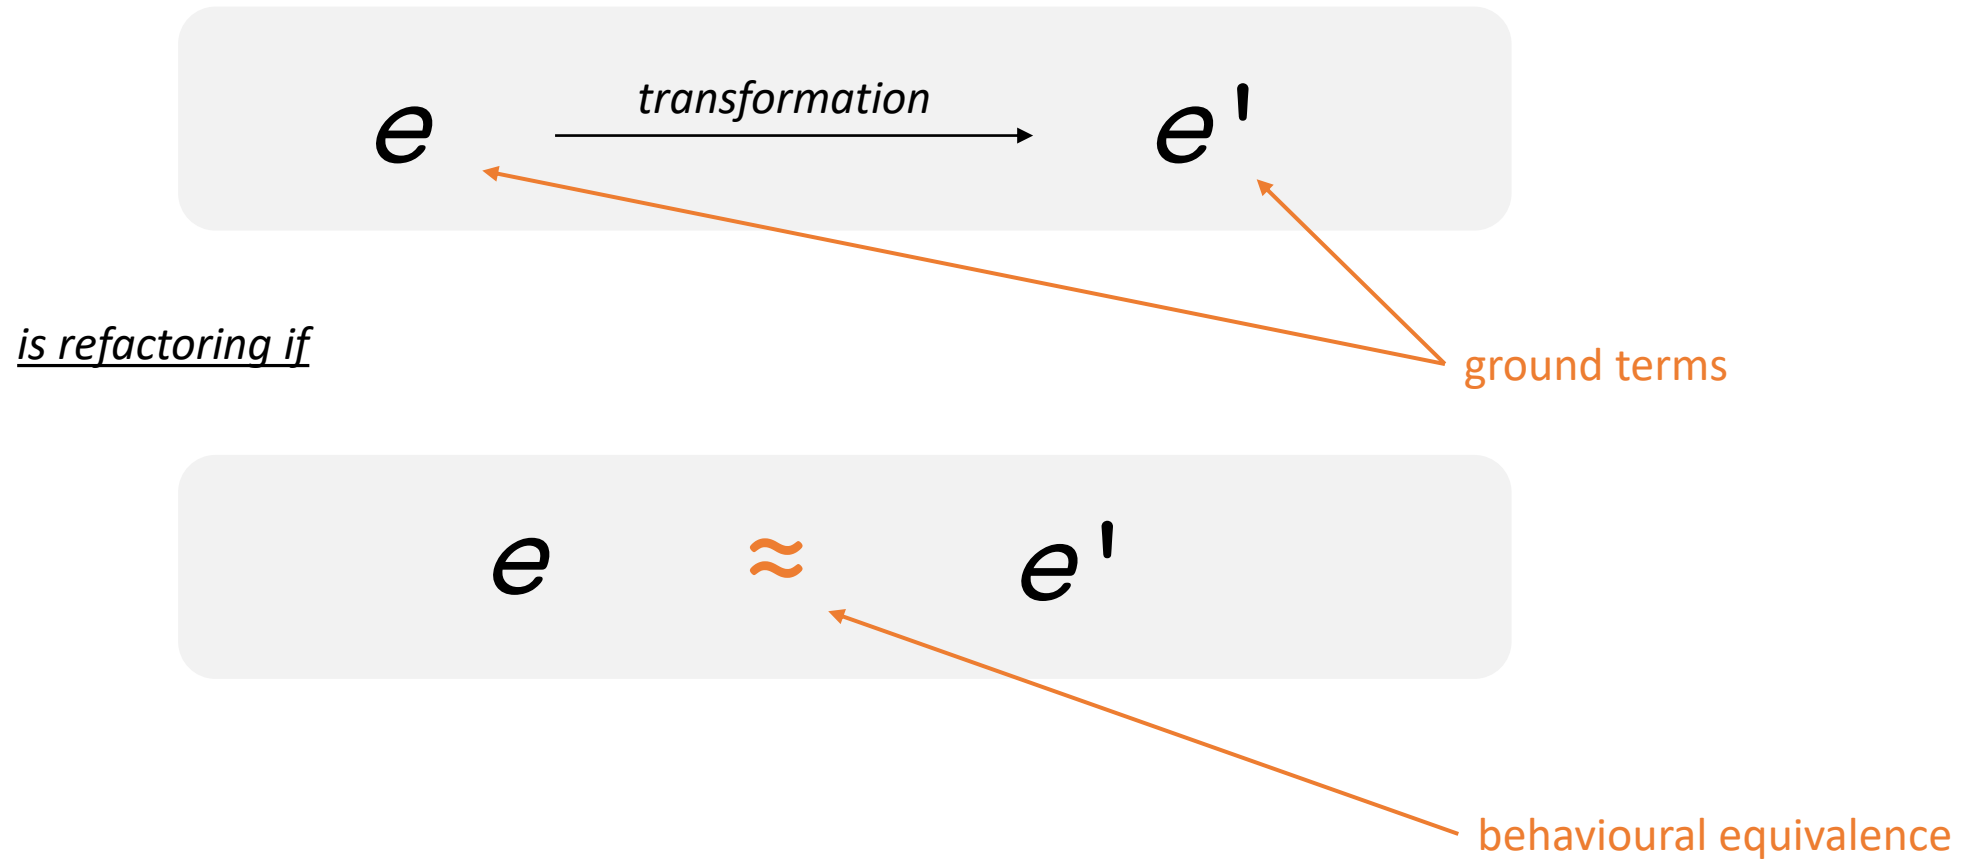 transformation
e e'
is refactoring if
ground terms
e ≈ e'
behavioural equivalence